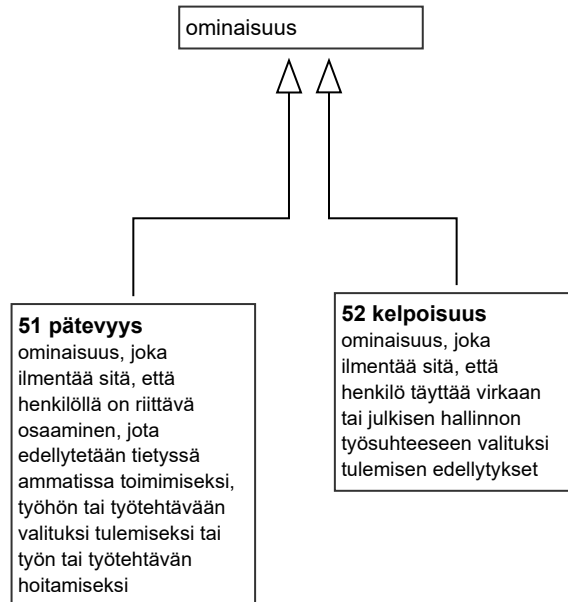 ominaisuus
51 pätevyys
ominaisuus, joka
ilmentää sitä, että
henkilöllä on riittävä
osaaminen, jota
edellytetään tietyssä
ammatissa toimimiseksi,
työhön tai työtehtävään
valituksi tulemiseksi tai
työn tai työtehtävän
hoitamiseksi
52 kelpoisuus
ominaisuus, joka
ilmentää sitä, että
henkilö täyttää virkaan
tai julkisen hallinnon
työsuhteeseen valituksi
tulemisen edellytykset